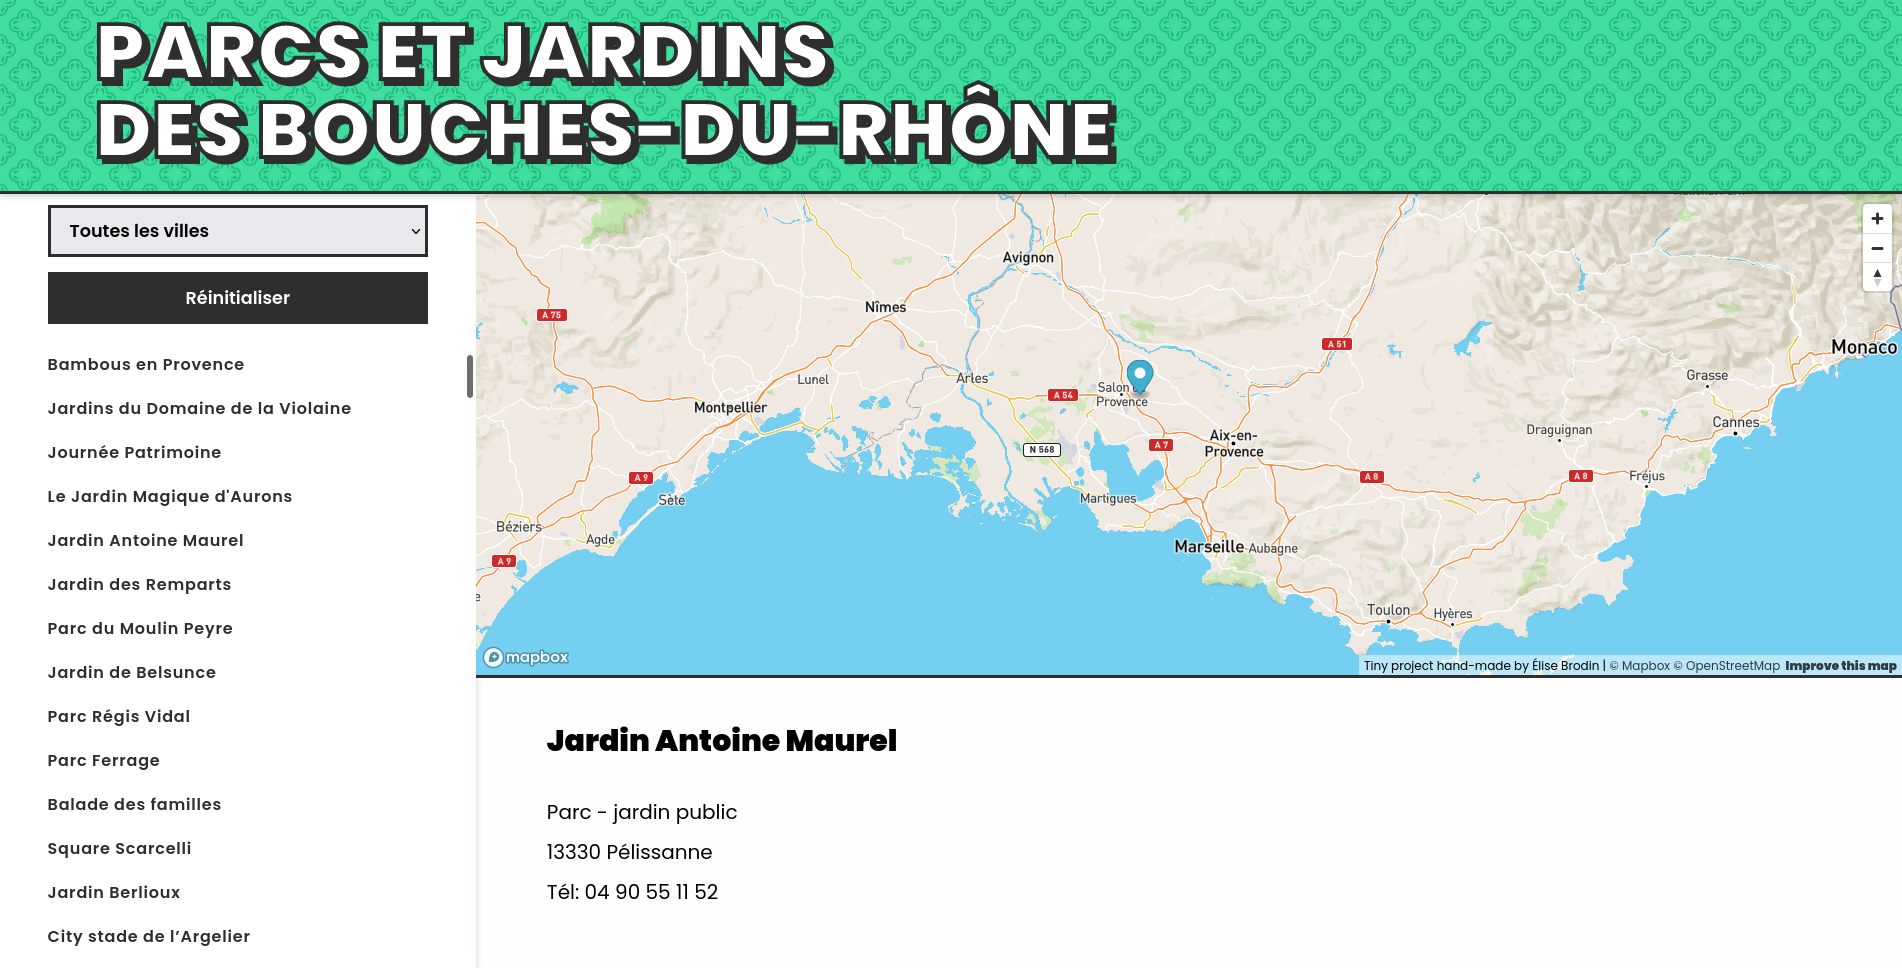 PARCS ET JARDINS
DES BOUCHES-DU-RHÔNE
Toutes les villes
Réinitialiser
Bambous en Provence
Jardins du Domaine de la Violaine
Journée Patrimoine
Le Jardin Magique d'Aurons
Jardin Antoine Maurel
Jardin des Remparts
Parc du Moulin Peyre
Jardin de Belsunce
Parc Régis Vidal
Parc Ferrage
Balade des familles
Square Scarcelli
Jardin Berlioux
City stade de l’Argelier
Avignon
Nîmes
A 75
A 51
Monaco
Lunel
Arles
Salon de
Provence
A 54
Grasse
Montpellier
Cannes
Draguignan
Aix-en-
Provence
A 7
N 568
A 9
A 8
A 8
Fréjus
Sète
Martigues
Béziers
Agde
Marseille
Aubagne
A 9
Toulon
Hyères
mapbox
Tiny project hand-made by Élise Brodin | © Mapbox © OpenStreetMap Improve this map
Jardin Antoine Maurel
Parc - jardin public
13330 Pélissanne
Tél: 04 90 55 11 52